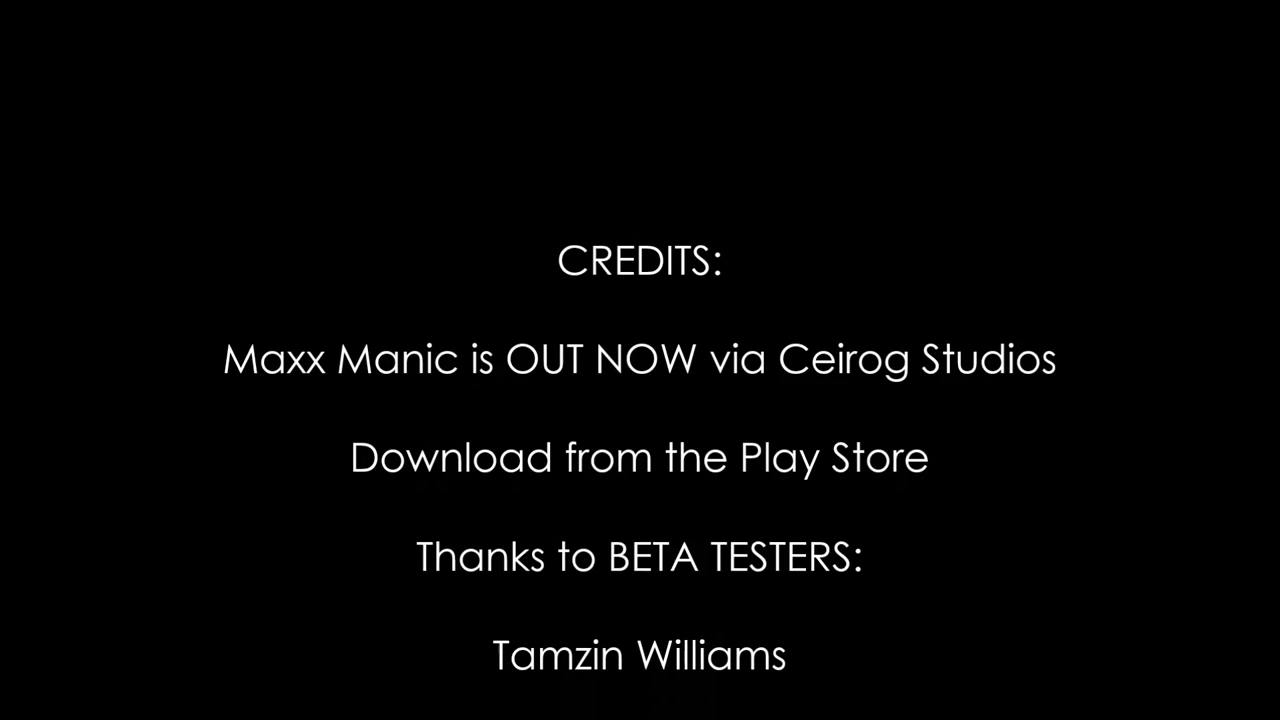 CREDITS:
Maxx Manic is OUT NOW via Ceirog Studios
Download from the Play Store
Thanks to BETA TESTERS:
Tamzin Williams